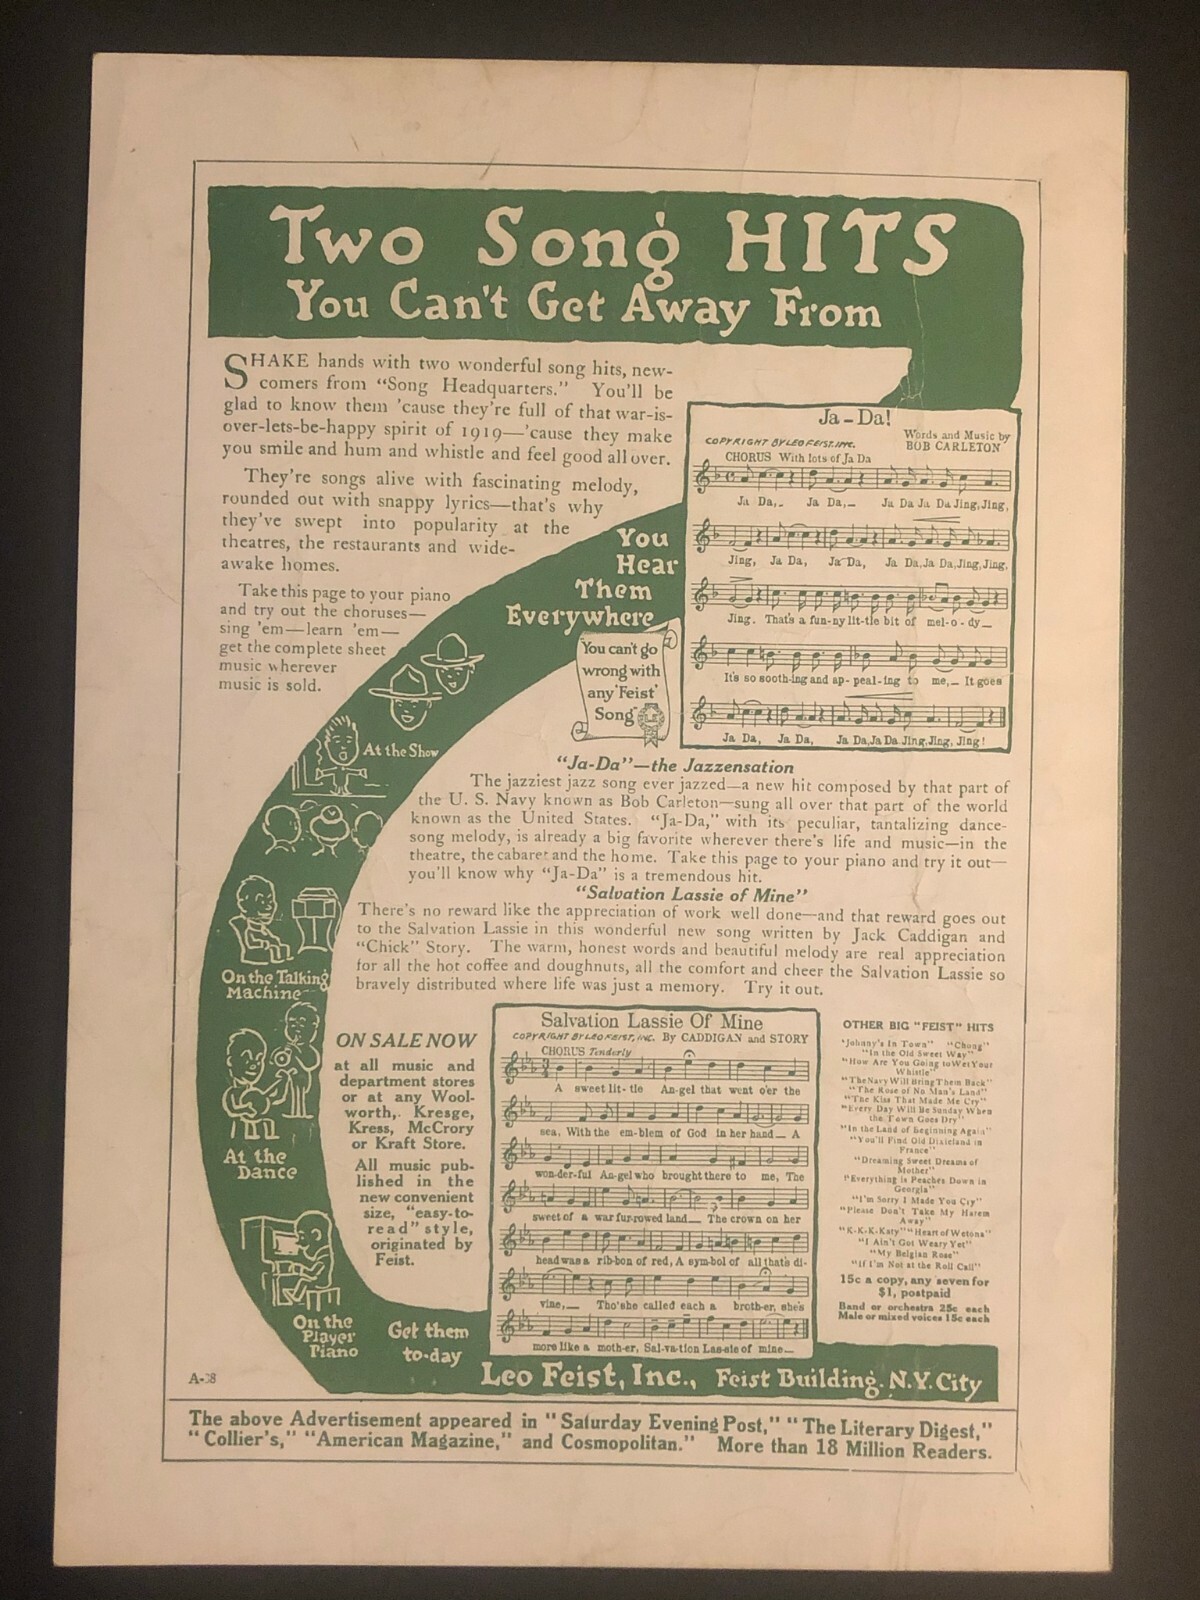 Two Song HITS
You Can't Get Away From
SHAKE hands with two wonderful song hits, new-
comers from "Song Headquarters." You'll be
glad to know them 'cause they're full of that war-is-
over-lets-be-happy spirit of 1919—'cause they make
you smile and hum and whistle and feel good all over.
They're songs alive with fascinating melody,
rounded out with snappy lyrics—that's why
they've swept into popularity at the
theatres, the restaurants and wide-
awake homes.
Take this page to your piano
and try out the choruses—
sing 'em—learn 'em—
get the complete sheet
music wherever
music is sold.
You
Hear
Them
Everywhere
You can't go
wrong with
any 'Feist'
Song
Ja-Da!
COPYRIGHT BY LEO FEIST, INC.
Words and Music by
BOB CARLETON
CHORUS With lots of Ja Da
Ja Da,- Ja Da,- Ja Da Ja Da Jing, Jing,
Jing, Ja Da, Ja Da, Ja Da, Ja Da, Jing, Jing,
Jing. That's a fun-ny lit-tle bit of mel-o-dy_
It's so sooth-ing and ap-peal-ing to me,_ It goes
Ja Da, Ja Da, Ja Da, Ja Da Jing, Jing, Jing!
At the Show
On the Talking
Machine
At the
Dance
On the
Player
Piano
"Ja-Da"—the Jazzensation
The jazziest jazz song ever jazzed—a new hit composed by that part of
the U. S. Navy known as Bob Carleton—sung all over that part of the world
known as the United States. "Ja-Da," with its peculiar, tantalizing dance-
song melody, is already a big favorite wherever there's life and music—in the
theatre, the cabaret and the home. Take this page to your piano and try it out—
you'll know why "Ja-Da" is a tremendous hit.
"Salvation Lassie of Mine"
There's no reward like the appreciation of work well done—and that reward goes out
to the Salvation Lassie in this wonderful new song written by Jack Caddigan and
"Chick" Story. The warm, honest words and beautiful melody are real appreciation
for all the hot coffee and doughnuts, all the comfort and cheer the Salvation Lassie so
bravely distributed where life was just a memory. Try it out.
ON SALE NOW
at all music and
department stores
or at any Wool-
worth, Kresge,
Kress, McCrory
or Kraft Store.
All music pub-
lished in the
new convenient
size, "easy-to-
read" style,
originated by
Feist.
Get them
to-day
Salvation Lassie Of Mine
COPYRIGHT BY LEO FEIST, INC. By CADDIGAN and STORY
CHORUS Tenderly
A sweet lit-tle An-gel that went o'er the
sea, With the em-blem of God in her hand_ A
won-der-ful An-gel who brought there to me, The
sweet of a war fur-rowed land_ The crown on her
head was a rib-bon of red, A sym-bol of all that's di-
vine,_ Tho' she called each a broth-er, she's
more like a moth-er, Sal-va-tion Las-sie of mine_
OTHER BIG "FEIST" HITS
"Johnny's In Town" "Chong"
"In the Old Sweet Way"
"How Are You Going to Wet Your
Whistle"
"The Navy Will Bring Them Back"
"The Rose of No Man's Land"
"The Kiss That Made Me Cry"
"Every Day Will Be Sunday When
the Town Goes Dry"
"In the Land of Beginning Again"
"You'll Find Old Dixieland in
France"
"Dreaming Sweet Dreams of
Mother"
"Everything is Peaches Down in
Georgia"
"I'm Sorry I Made You Cry"
"Please Don't Take My Harem
Away"
"K-K-K-Katy" "Heart of Wetona"
"I Ain't Got Weary Yet"
"My Belgian Rose"
"If I'm Not at the Roll Call"
15c a copy, any seven for
$1, postpaid
Band or orchestra 25c each
Male or mixed voices 15c each
Leo Feist, Inc., Feist Building, N.Y. City
The above Advertisement appeared in "Saturday Evening Post," "The Literary Digest,"
"Collier's," "American Magazine," and Cosmopolitan." More than 18 Million Readers.